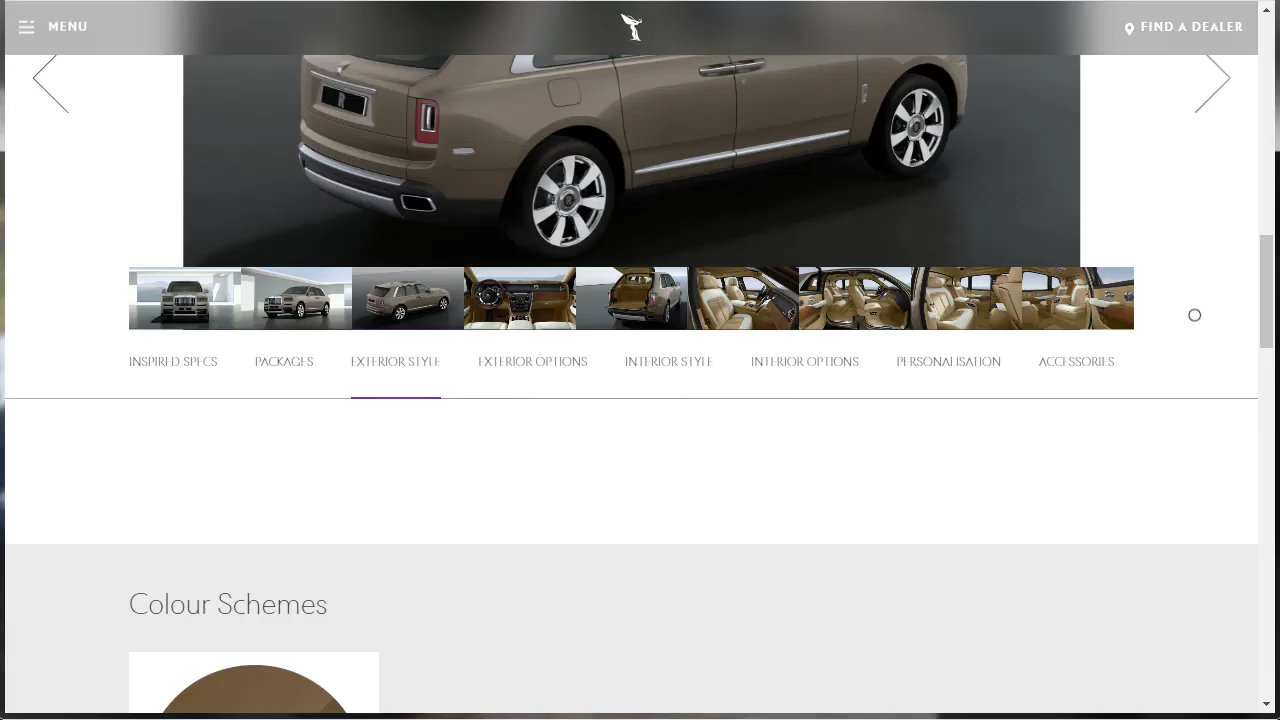 MENU
FIND A DEALER
INSPIRED SPECS
PACKAGES
EXTERIOR STYLE
EXTERIOR OPTIONS
INTERIOR STYLE
INTERIOR OPTIONS
PERSONALISATION
ACCESSORIES
Colour Schemes